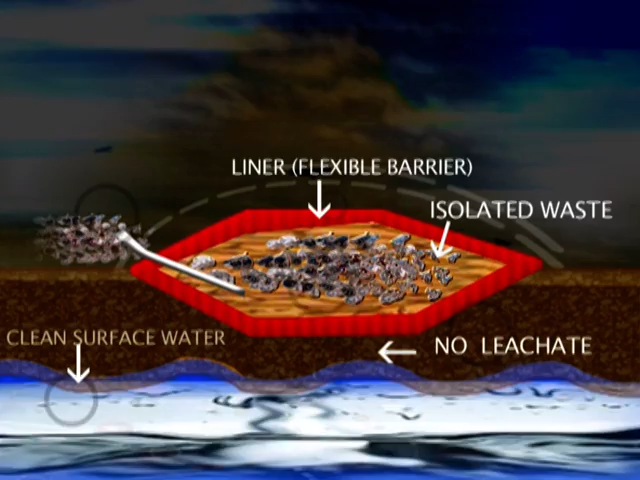 LINER (FLEXIBLE BARRIER)
ISOLATED WASTE
CLEAN SURFACE WATER
NO LEACHATE